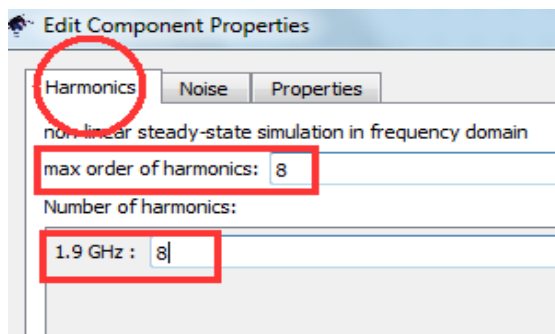 Edit Component Properties
Harmonics Noise Properties
non-linear steady-state simulation in frequency domain
max order of harmonics: 8
Number of harmonics:
1.9 GHz : 8